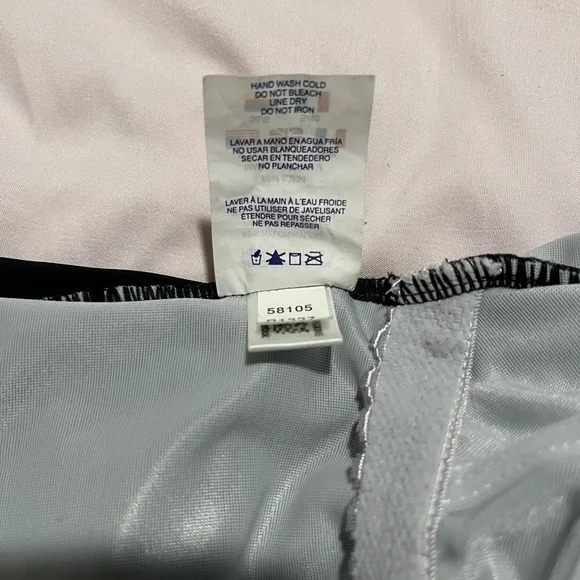 HAND WASH COLD
DO NOT BLEACH
LINE DRY
DO NOT IRON
LAVAR A MANO EN AGUA FRÍA
NO USAR BLANQUEADORES
SECAR EN TENDEDERO
NO PLANCHAR
LAVER À LA MAIN À L'EAU FROIDE
NE PAS UTILISER DE JAVELISANT
ÉTENDRE POUR SÉCHER
NE PAS REPASSER
58105